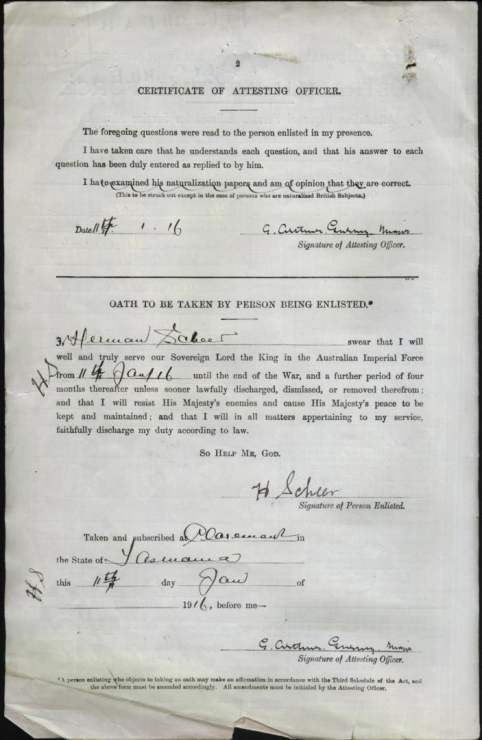 2
CERTIFICATE OF ATTESTING OFFICER.
The foregoing questions were read to the person enlisted in my presence.
I have taken care that he understands each question, and that his answer to each
question has been duly entered as replied to by him.
I have examined his naturalization papers and am of opinion that they are correct.
(This to be struck out except in the case of persons who are naturalized British Subjects.)
Date 11th. 1. 16
G. Major
Signature of Attesting Officer.
OATH TO BE TAKEN BY PERSON BEING ENLISTED.*
I, Herman Scheer swear that I will
well and truly serve our Sovereign Lord the King in the Australian Imperial Force
HS
from 11th Jany 16 until the end of the War, and a further period of four
months thereafter unless sooner lawfully discharged, dismissed, or removed therefrom;
and that I will resist His Majesty's enemies and cause His Majesty's peace to be
kept and maintained; and that I will in all matters appertaining to my service,
faithfully discharge my duty according to law.
SO HELP ME, GOD.
H Scheer
Signature of Person Enlisted.
Taken and subscribed at Claremont in
the State of Tasmania
HS
this 11th day Jan of
1916, before me—
G. Major
Signature of Attesting Officer.
*A person enlisting who objects to taking an oath may make an affirmation in accordance with the Third Schedule of the Act, and
the above form must be amended accordingly. All amendments must be initialed by the Attesting Officer.